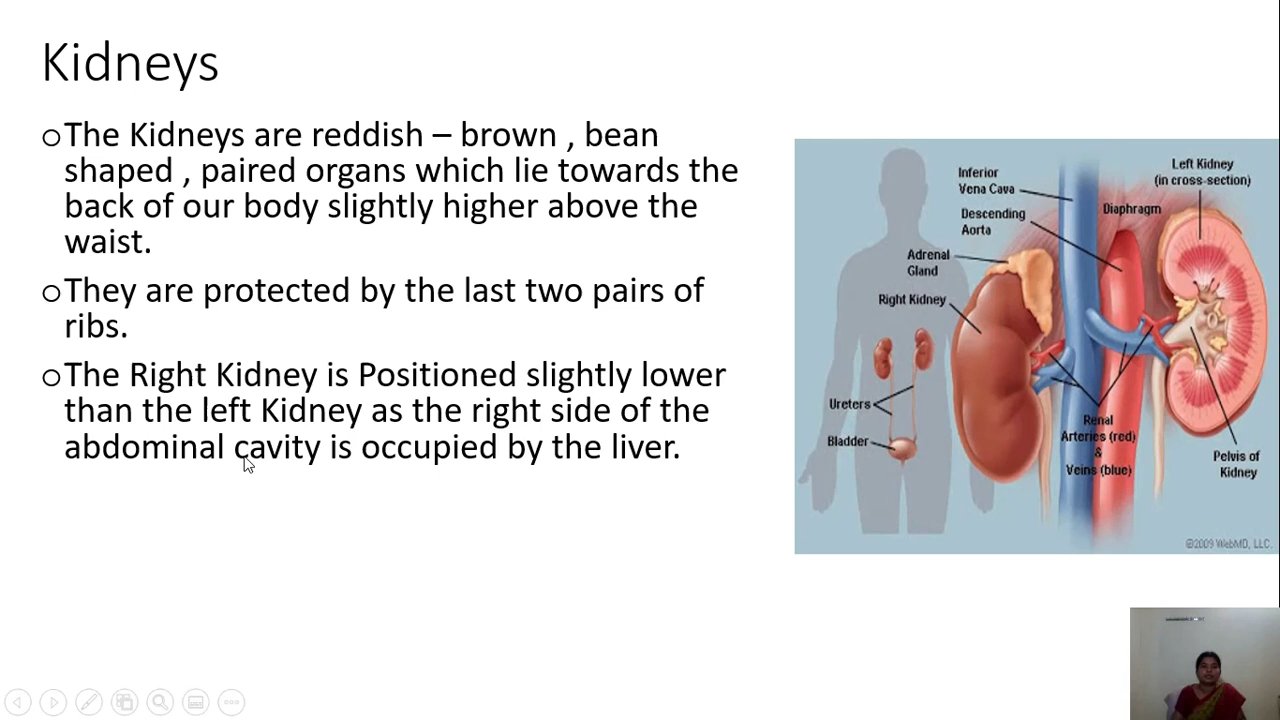 Kidneys
The Kidneys are reddish – brown , bean
shaped , paired organs which lie towards the
back of our body slightly higher above the
waist.
They are protected by the last two pairs of
ribs.
The Right Kidney is Positioned slightly lower
than the left Kidney as the right side of the
abdominal cavity is occupied by the liver.
Left Kidney
(in cross-section)
Inferior
Vena Cava
Diaphragm
Descending
Aorta
Adrenal
Gland
Right Kidney
Ureters
Bladder
Renal
Arteries (red)
&
Veins (blue)
Pelvis of
Kidney
©2009 WebMD, LLC.